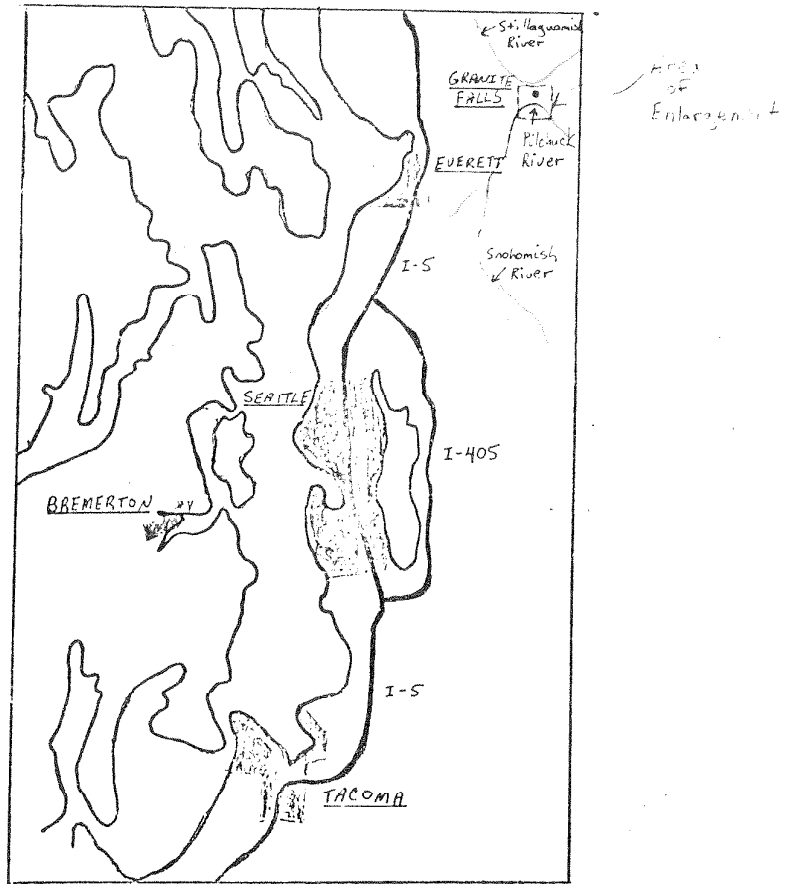 Stillaguamish
River
GRANITE
FALLS
Area
of
Enlargement
Pilchuck
River
EVERETT
Snohomish
River
I-5
SEATTLE
I-405
BREMERTON
I-5
TACOMA